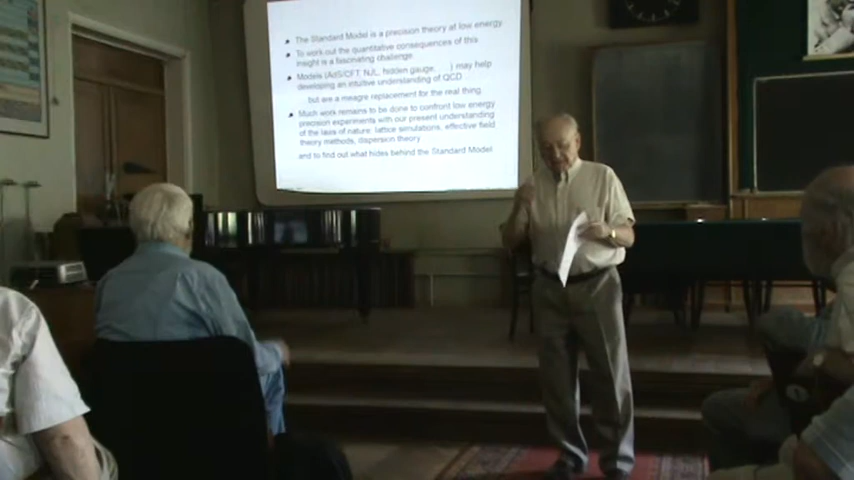 The Standard Model is a precision theory at low energy
To work out the quantitative consequences of this
insight is a fascinating challenge
Models (AdS/CFT, NJL, hidden gauge, ...) may help
developing an intuitive understanding of QCD
... but are a meagre replacement for the real thing
Much work remains to be done to confront low energy
precision experiments with our present understanding
of the laws of nature: lattice simulations, effective field
theory methods, dispersion theory
and to find out what hides behind the Standard Model